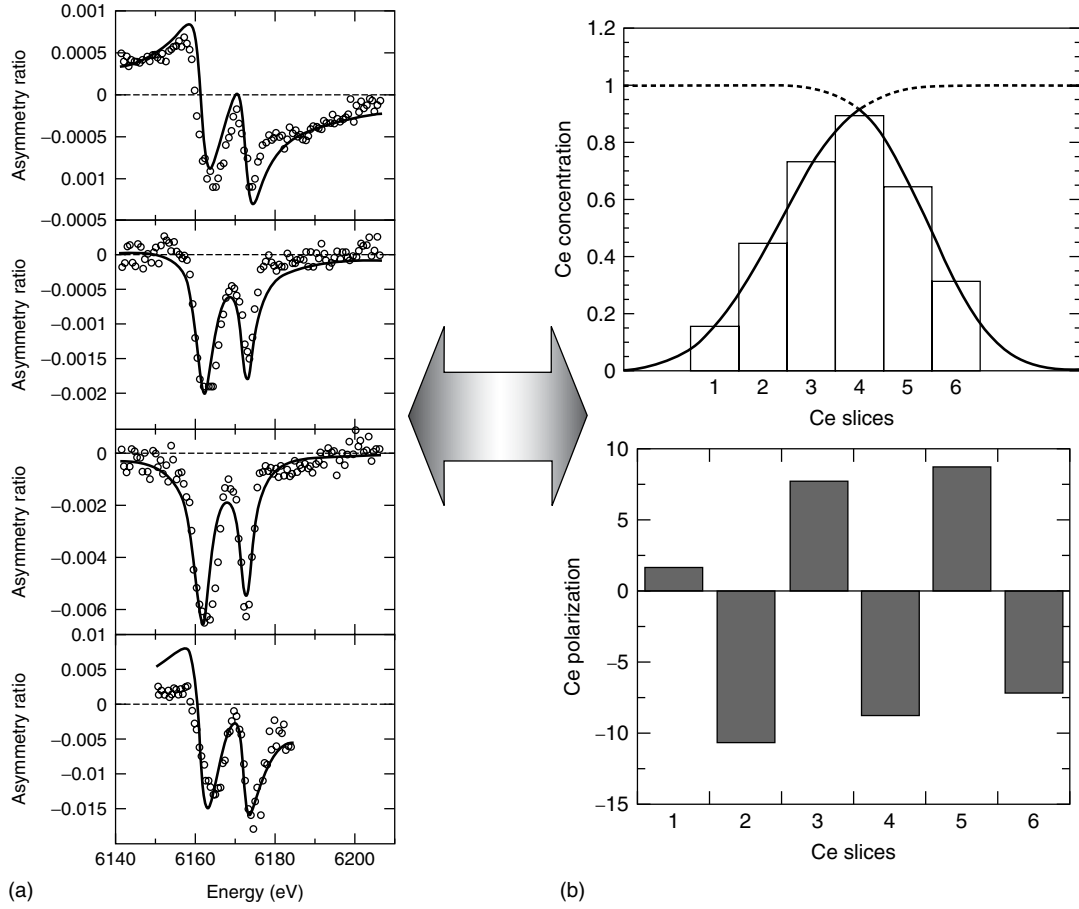 0.001
0.0005
0
−0.0005
0.001
−0.0005
Asymmetry ratio
0
−0.0005
−0.001
−0.0015
−0.002
Asymmetry ratio
0
−0.002
−0.004
−0.006
Asymmetry ratio
0.01
0.005
0
−0.005
−0.01
−0.015
Asymmetry ratio
6140 6160 6180 6200
Energy (eV)
(a)
1.2
1
0.8
0.6
0.4
0.2
0
Ce concentration
1 2 3 4 5 6
Ce slices
10
5
0
−5
−10
−15
Ce polarization
1 2 3 4 5 6
Ce slices
(b)